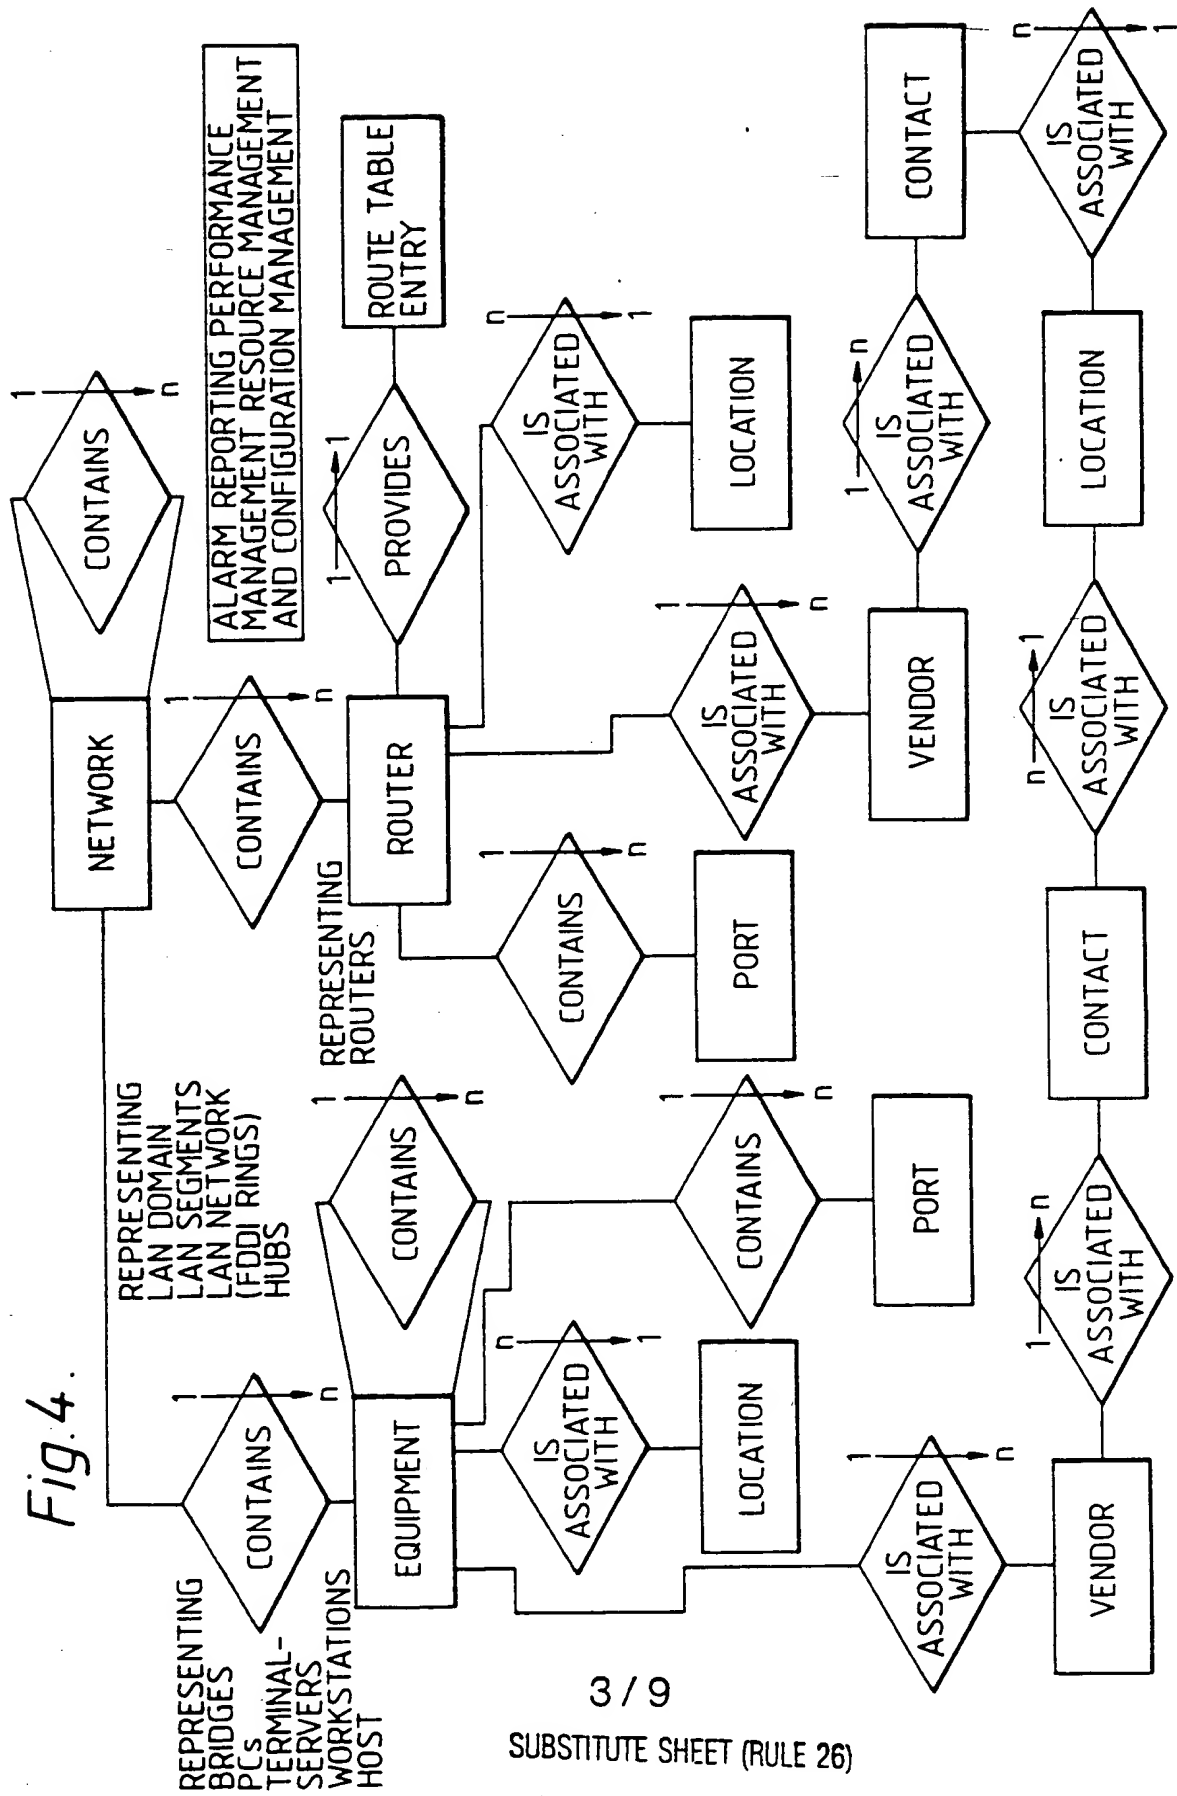 Fig.4.
1
CONTAINS
n
NETWORK
ALARM REPORTING PERFORMANCE
MANAGEMENT RESOURCE MANAGEMENT
AND CONFIGURATION MANAGEMENT
REPRESENTING
LAN DOMAIN
LAN SEGMENTS
LAN NETWORK
(FDDI RINGS)
HUBS
1
CONTAINS
n
1
CONTAINS
n
REPRESENTING
BRIDGES
PCs
TERMINAL-
SERVERS
WORKSTATIONS
HOST
EQUIPMENT
1
CONTAINS
n
REPRESENTING
ROUTERS
ROUTER
1
1
PROVIDES
ROUTE TABLE
ENTRY
n
IS
ASSOCIATED
WITH
1
1
CONTAINS
n
1
CONTAINS
n
1
IS
ASSOCIATED
WITH
n
n
IS
ASSOCIATED
WITH
1
LOCATION
PORT
PORT
LOCATION
1
IS
ASSOCIATED
WITH
n
VENDOR
1
n
IS
ASSOCIATED
WITH
CONTACT
n
IS
ASSOCIATED
WITH
1
VENDOR
1
n
IS
ASSOCIATED
WITH
CONTACT
n
1
IS
ASSOCIATED
WITH
LOCATION
3/9
SUBSTITUTE SHEET (RULE 26)